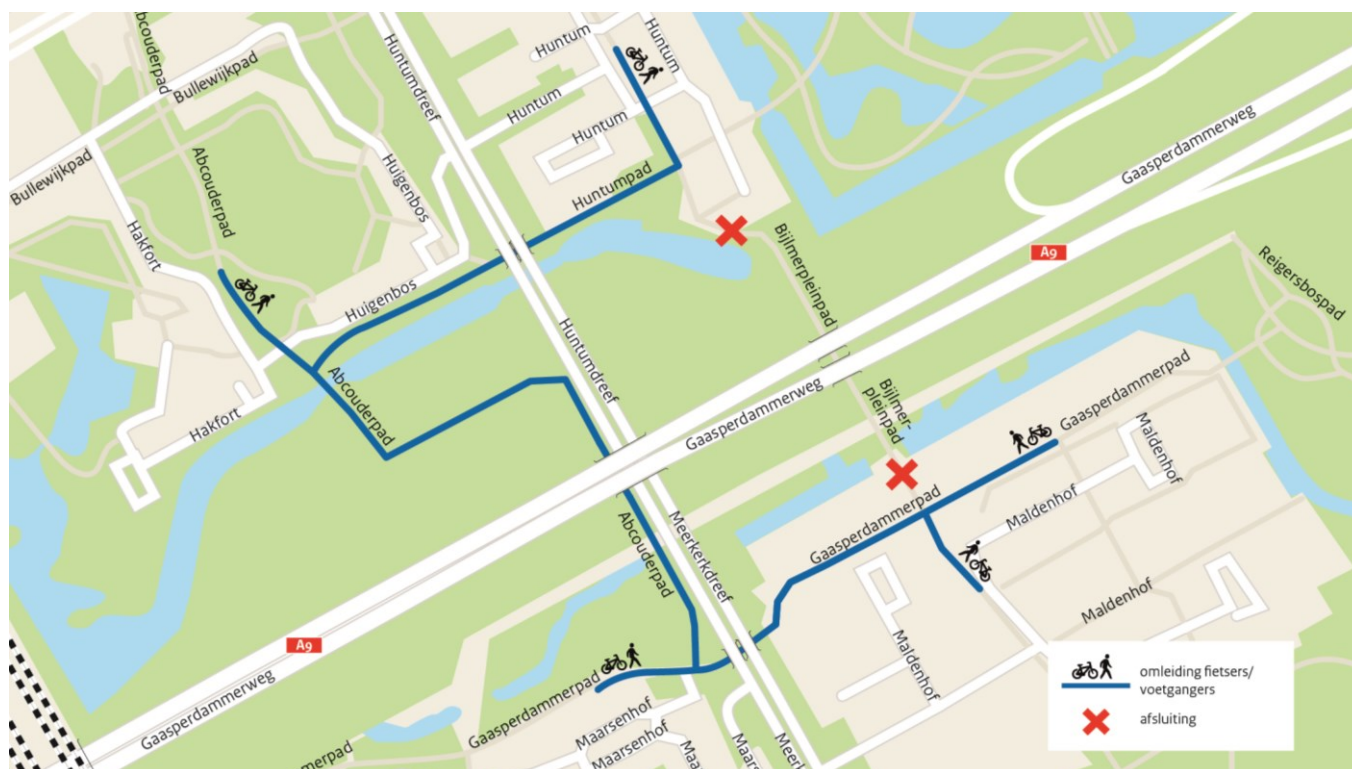 Abcouderpad
Bullewijkpad
Huntumdreef
Huntum
Huntum
Huntum
Huntum
Bullewijkpad
Abcouderpad
Huigenbos
Huntumpad
Gaasperdammerweg
A9
Hakfort
Huigenbos
Bijlmerpleinpad
Reigersbospad
Abcouderpad
Huntumdreef
Hakfort
Gaasperdammerweg
Bijlmer-
pleinpad
Gaasperdammerpad
Maldenhof
Maldenhof
Gaasperdammerpad
Abcouderpad
Meerkerkdreef
Maldenhof
Maldenhof
A9
Gaasperdammerweg
Gaasperdammerpad
Maarsenhof
Maarsenhof
omleiding fietsers/
voetgangers
afsluiting